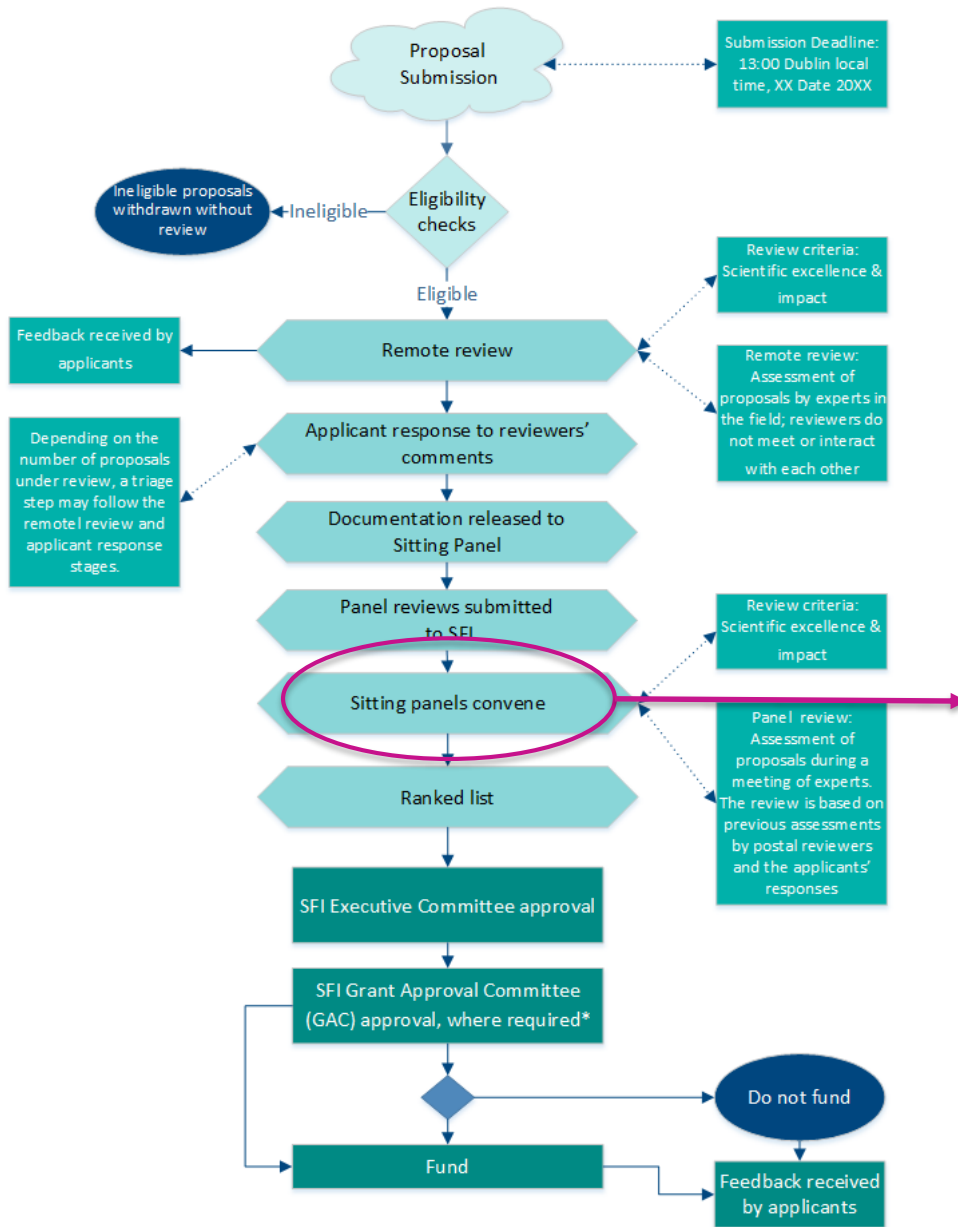 Proposal
Submission
Submission Deadline:
13:00 Dublin local
time, XX Date 20XX
Ineligible proposals
withdrawn without
review
Ineligible
Eligibility
checks
Eligible
Review criteria:
Scientific excellence &
impact
Feedback received by
applicants
Remote review
Remote review:
Assessment of
proposals by experts in
the field; reviewers do
not meet or interact
with each other
Depending on the
number of proposals
under review, a triage
step may follow the
remotel review and
applicant response
stages.
Applicant response to reviewers’
comments
Documentation released to
Sitting Panel
Panel reviews submitted
to SFI
Review criteria:
Scientific excellence &
impact
Sitting panels convene
Panel review:
Assessment of
proposals during a
meeting of experts.
The review is based on
previous assessments
by postal reviewers
and the applicants’
responses
Ranked list
SFI Executive Committee approval
SFI Grant Approval Committee
(GAC) approval, where required*
Do not fund
Fund
Feedback received
by applicants